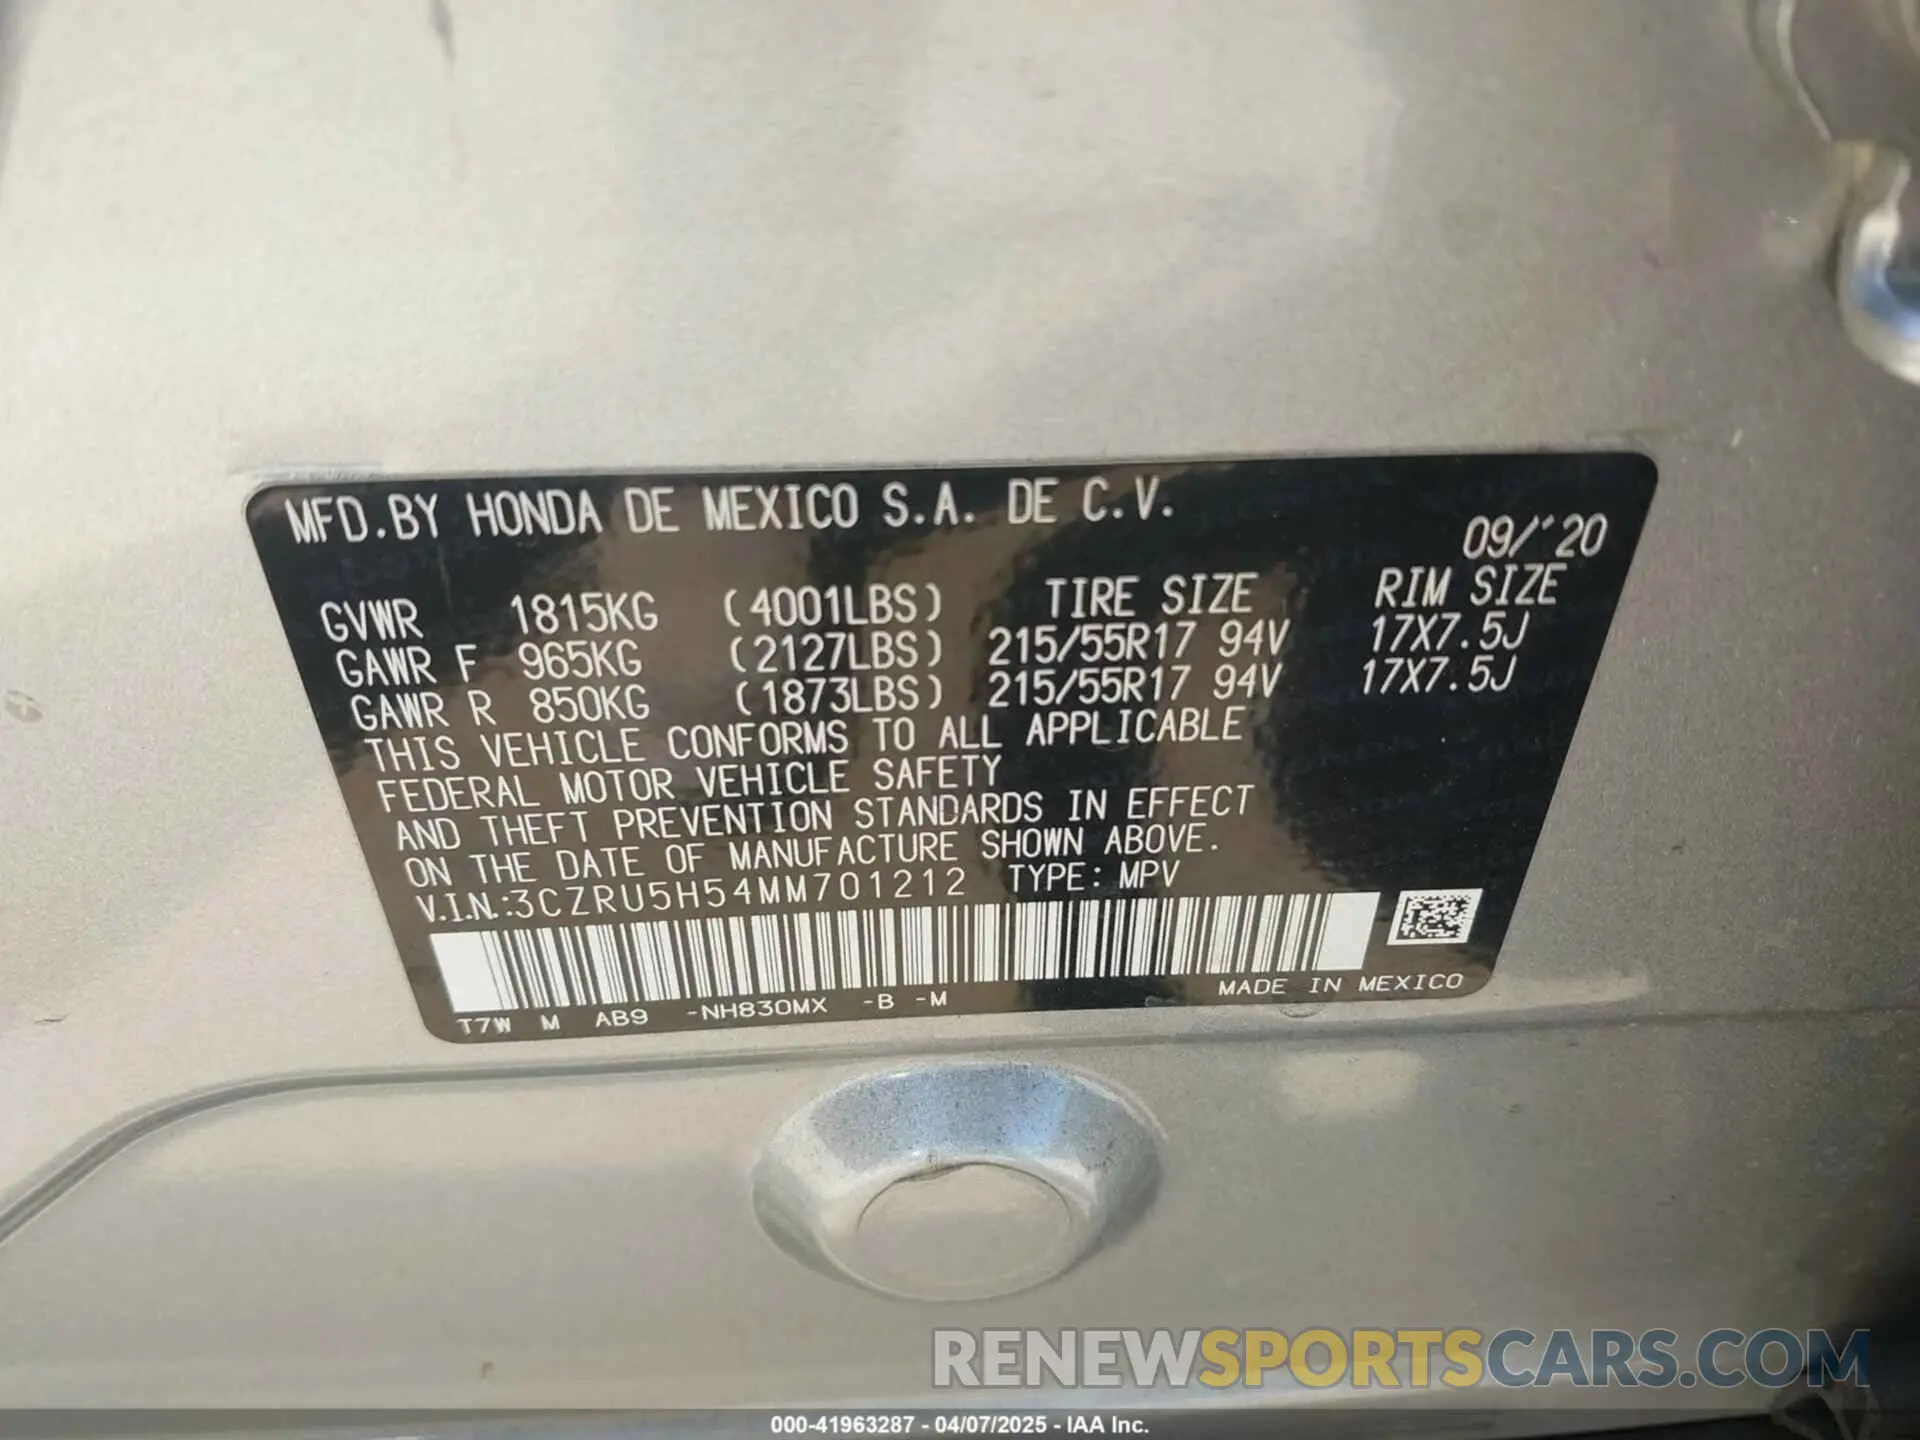 MFD.BY HONDA DE MEXICO S.A. DE C.V.
09/'20
GVWR 1815KG (4001LBS) TIRE SIZE RIM SIZE
GAWR F 965KG (2127LBS) 215/55R17 94V 17X7.5J
GAWR R 850KG (1873LBS) 215/55R17 94V 17X7.5J
THIS VEHICLE CONFORMS TO ALL APPLICABLE
FEDERAL MOTOR VEHICLE SAFETY
AND THEFT PREVENTION STANDARDS IN EFFECT
ON THE DATE OF MANUFACTURE SHOWN ABOVE.
V.I.N.:3CZRU5H54MM701212 TYPE: MPV
MADE IN MEXICO
T7W M AB9 -NH830MX -B -M
RENEWSPORTSCARS.COM
000-41963287 - 04/07/2025 - IAA Inc.